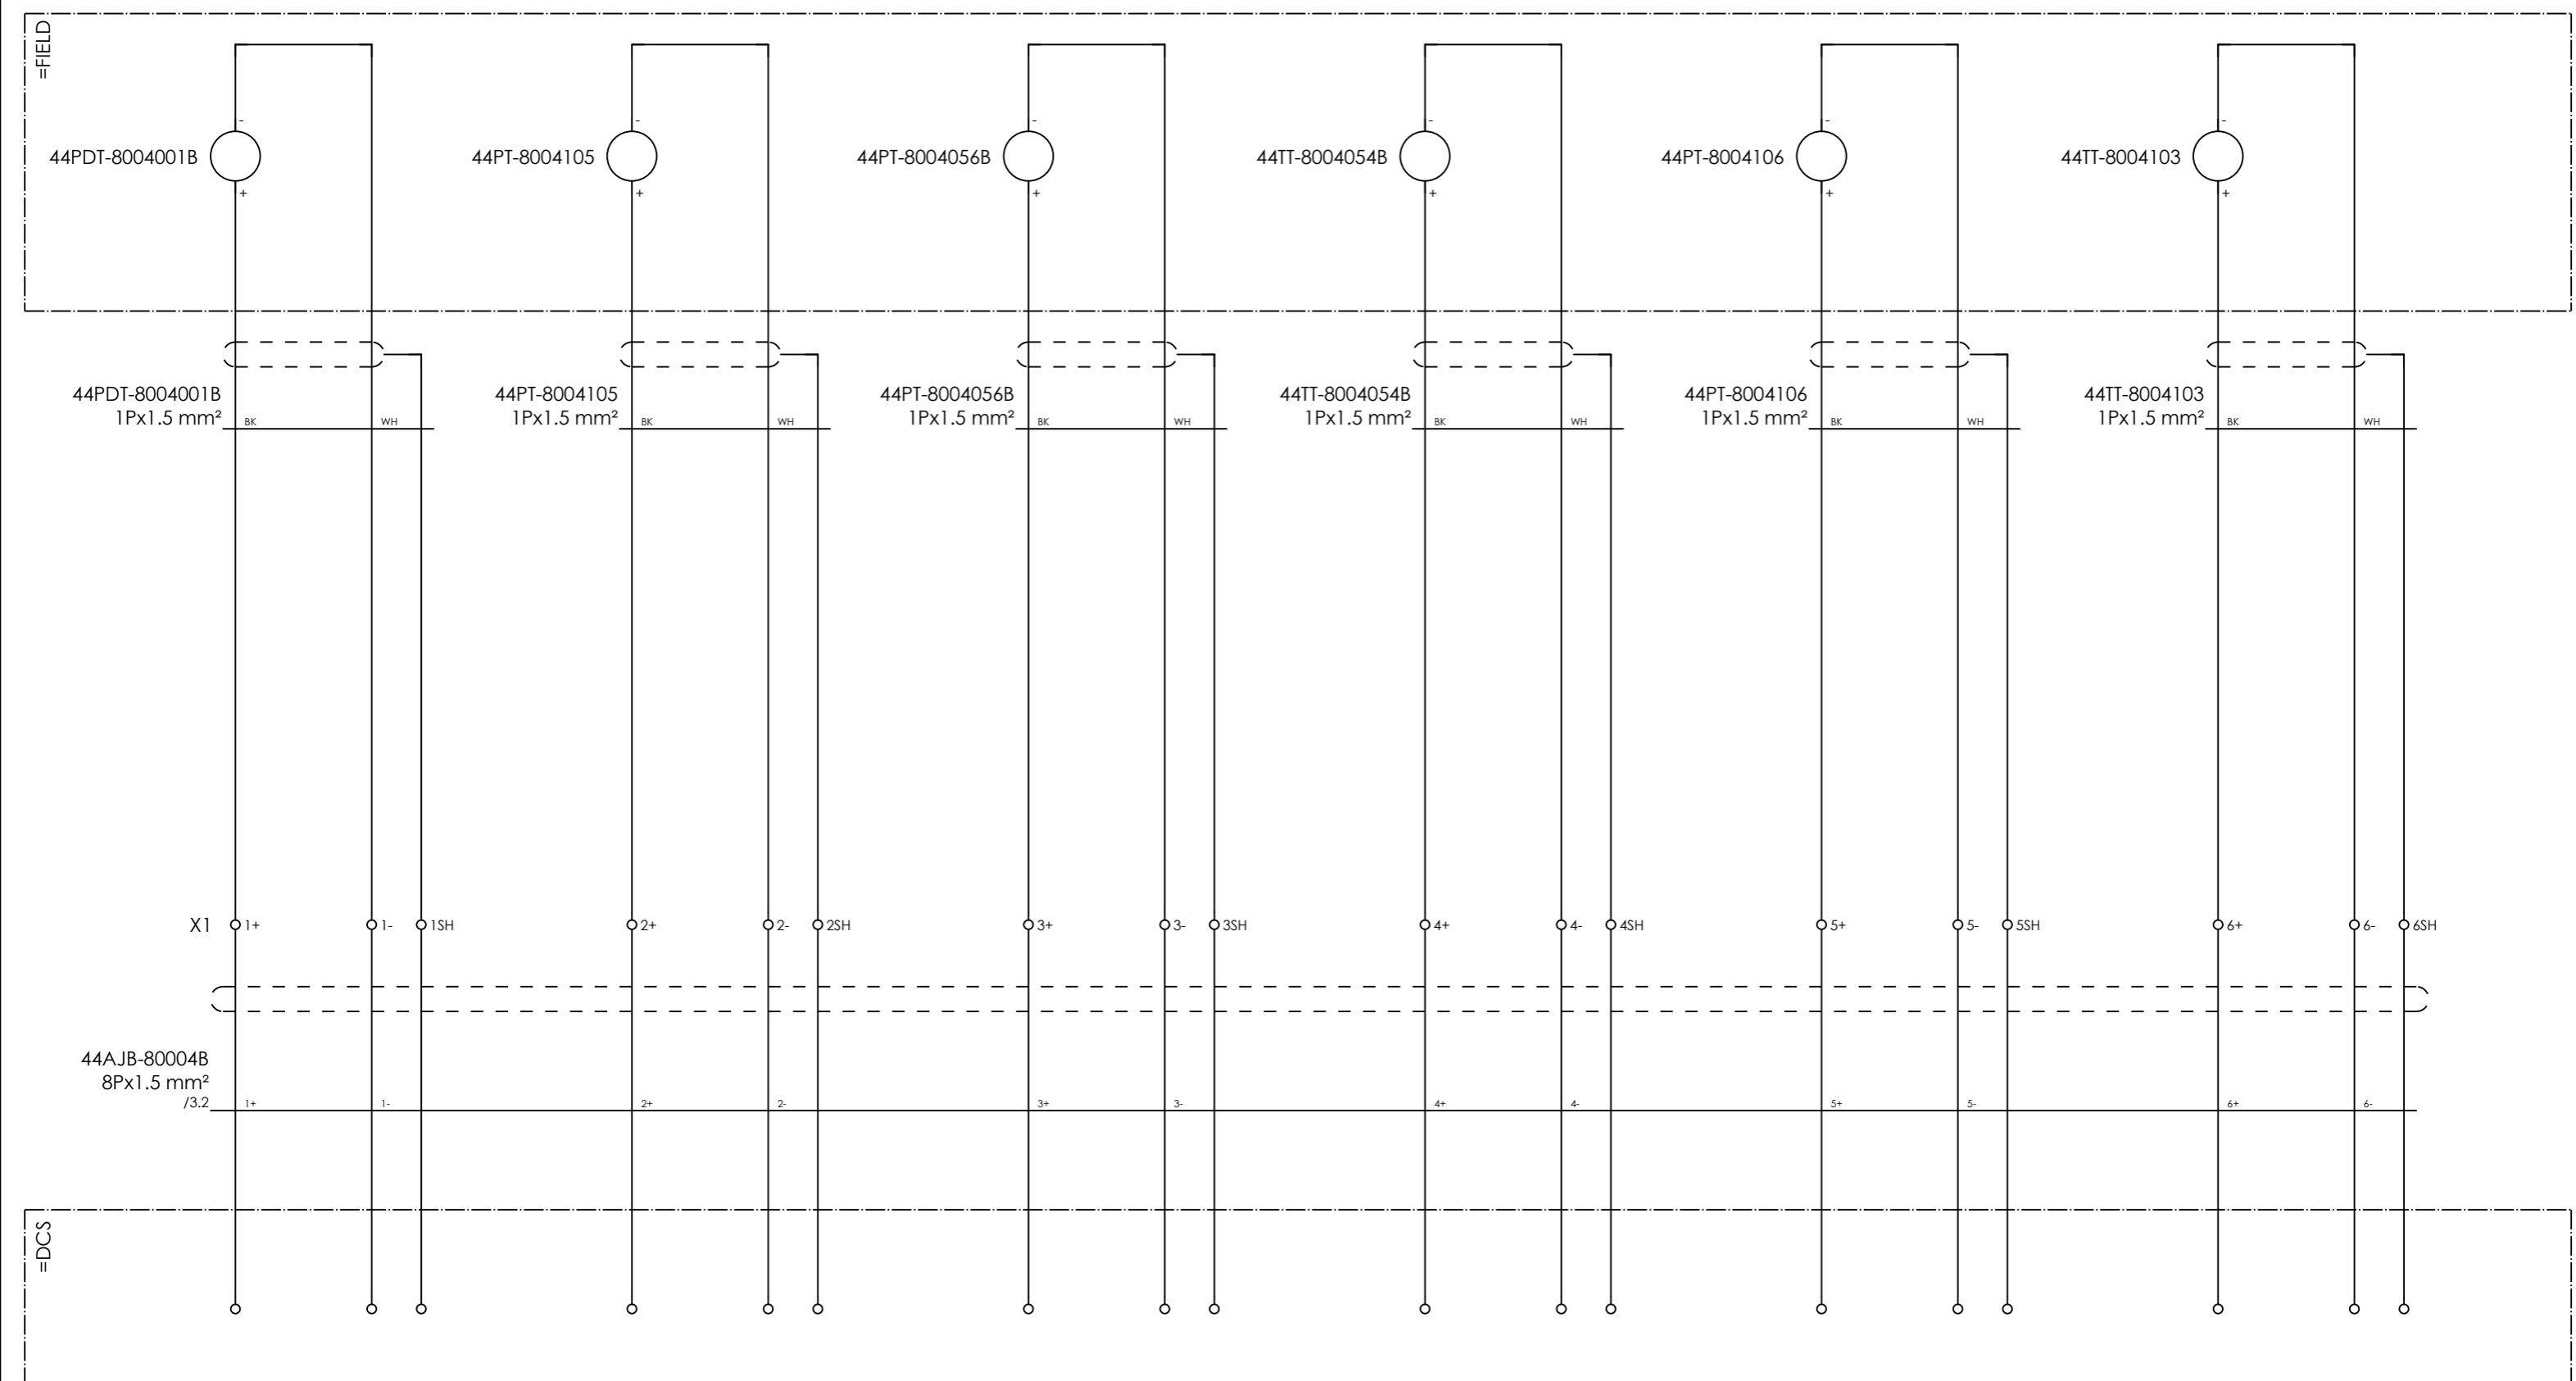 =FIELD
- - - - - -
44PDT-8004001B 44PT-8004105 44PT-8004056B 44TT-8004054B 44PT-8004106 44TT-8004103
+ + + + + +
44PDT-8004001B 44PT-8004105 44PT-8004056B 44TT-8004054B 44PT-8004106 44TT-8004103
1Px1.5 mm² BK WH 1Px1.5 mm² BK WH 1Px1.5 mm² BK WH 1Px1.5 mm² BK WH 1Px1.5 mm² BK WH 1Px1.5 mm² BK WH
X1 1+ 1- 1SH 2+ 2- 2SH 3+ 3- 3SH 4+ 4- 4SH 5+ 5- 5SH 6+ 6- 6SH
44AJB-80004B
8Px1.5 mm²
/3.2 1+ 1- 2+ 2- 3+ 3- 4+ 4- 5+ 5- 6+ 6-
=DCS